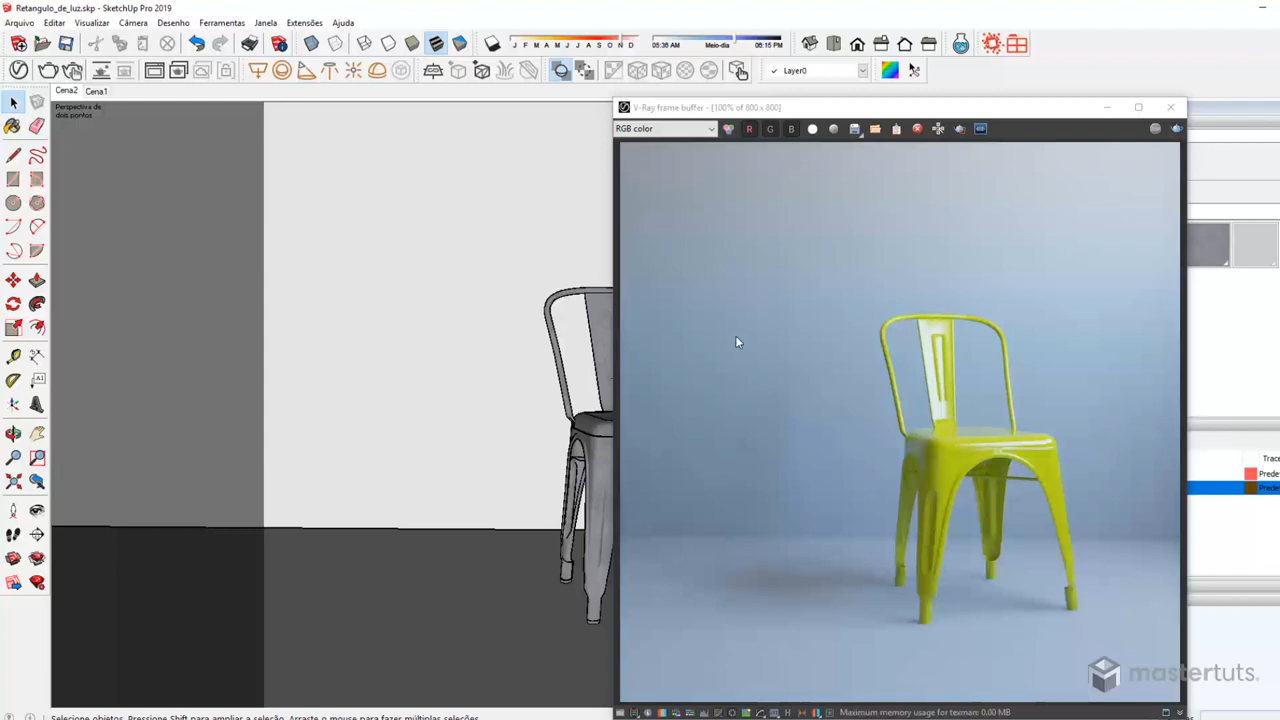 Retangulo_de_luz.skp - SketchUp Pro 2019
Arquivo Editar Visualizar Câmera Desenho Ferramentas Janela Extensões Ajuda
J F M A M J J A S O N D 05:36 AM Meio-dia 06:15 PM
Layer0
Cena2 Cena1
Perspectiva de
dois pontos
V-Ray frame buffer - [100% of 800 x 800]
RGB color
R G B
A1
Trace
Prede
Prede
mastertuts.
H
Maximum memory usage for texman: 0.00 MB
Selecione objetos. Pressione Shift para ampliar a seleção. Arraste o mouse para fazer múltiplas seleções.